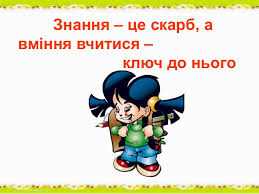 Знання – це скарб, а
вміння вчитися –
ключ до нього